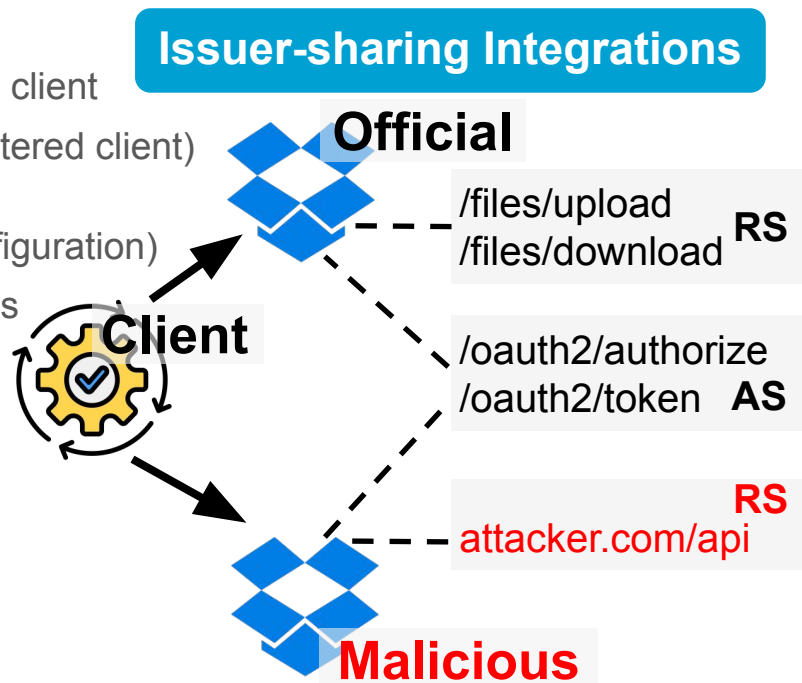 Issuer-sharing Integrations
client
tered client)
figuration)
s
Official
/files/upload
/files/download RS
Client
/oauth2/authorize
/oauth2/token AS
RS
attacker.com/api
Malicious